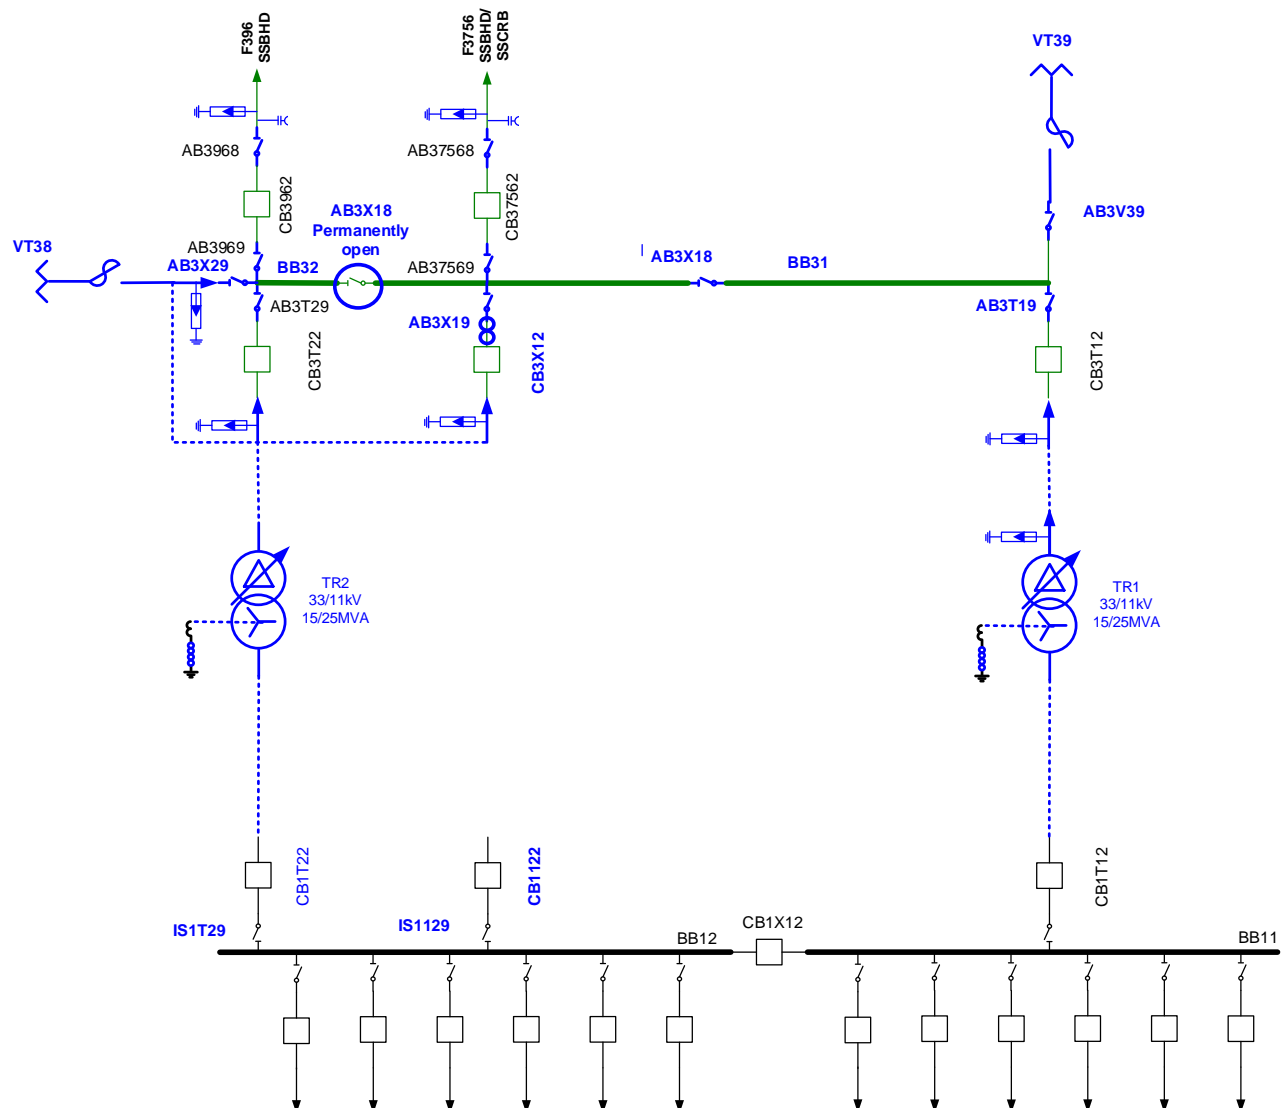 F396
SSBHD
F3756
SSBHD/
SSCRB
VT39
AB3968
AB37568
CB3962
CB37562
AB3X18
Permanently
open
AB3V39
VT38
AB3969
AB3X29
BB32
AB37569
AB3X18
BB31
AB3T29
AB3X19
AB3T19
CB3T22
CB3X12
CB3T12
TR2
33/11kV
15/25MVA
TR1
33/11kV
15/25MVA
CB1T22
CB1122
CB1T12
IS1T29
IS1129
CB1X12
BB12
BB11